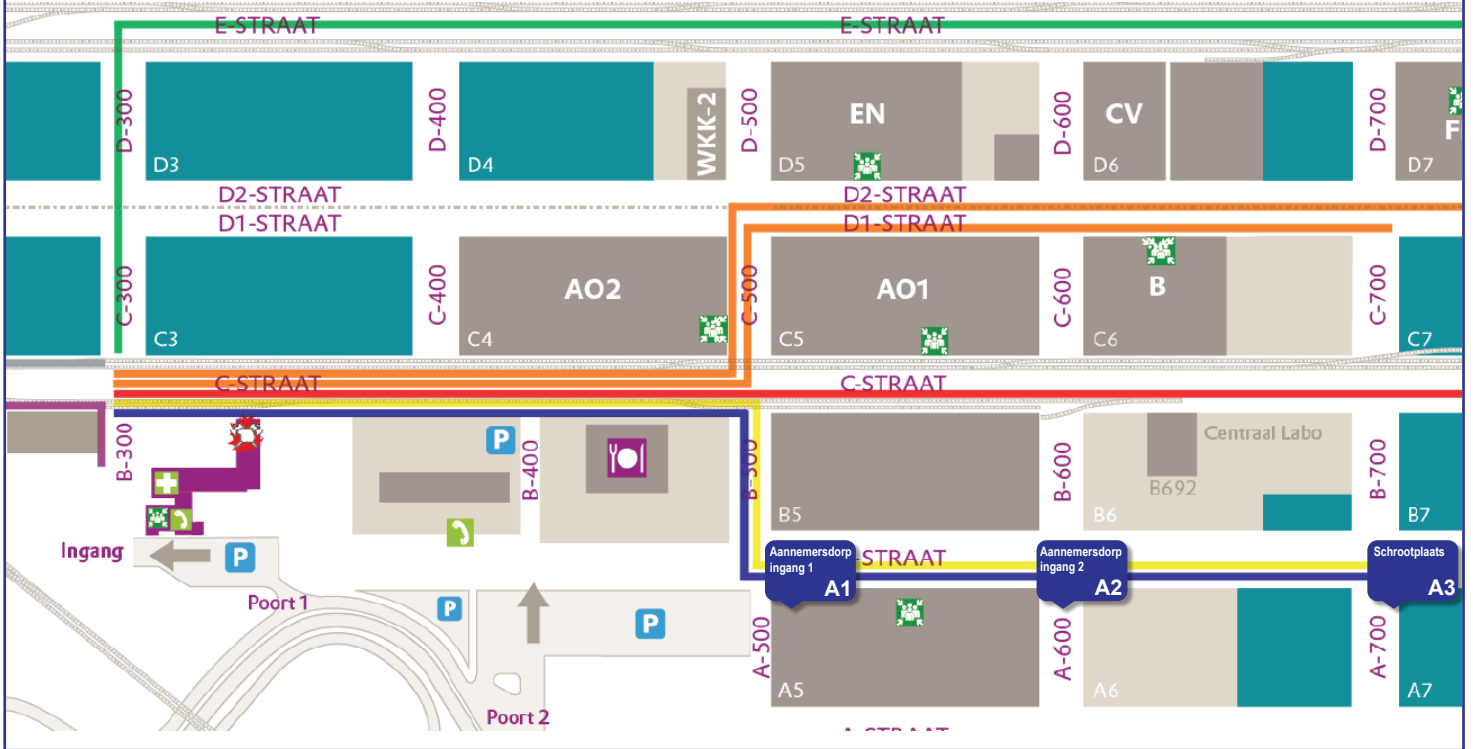 E-STRAAT
E-STRAAT
D-300
D-400
WKK-2
D-500
EN
D-600
CV
D-700
F
D3
D4
D5
D6
D7
D2-STRAAT
D2-STRAAT
D1-STRAAT
D1-STRAAT
C-300
C-400
AO2
C-500
AO1
C-600
B
C-700
C3
C4
C5
C6
C7
C-STRAAT
C-STRAAT
B-300
P
B-400
B-500
B-600
Centraal Labo
B692
B-700
B5
B6
B7
Ingang
P
Aannemersdorp
ingang 1
A1
-STRAAT
Aannemersdorp
ingang 2
A2
Schrootplaats
A3
Poort 1
P
P
A-500
A-600
A-700
A5
A6
A7
Poort 2
A-STRAAT